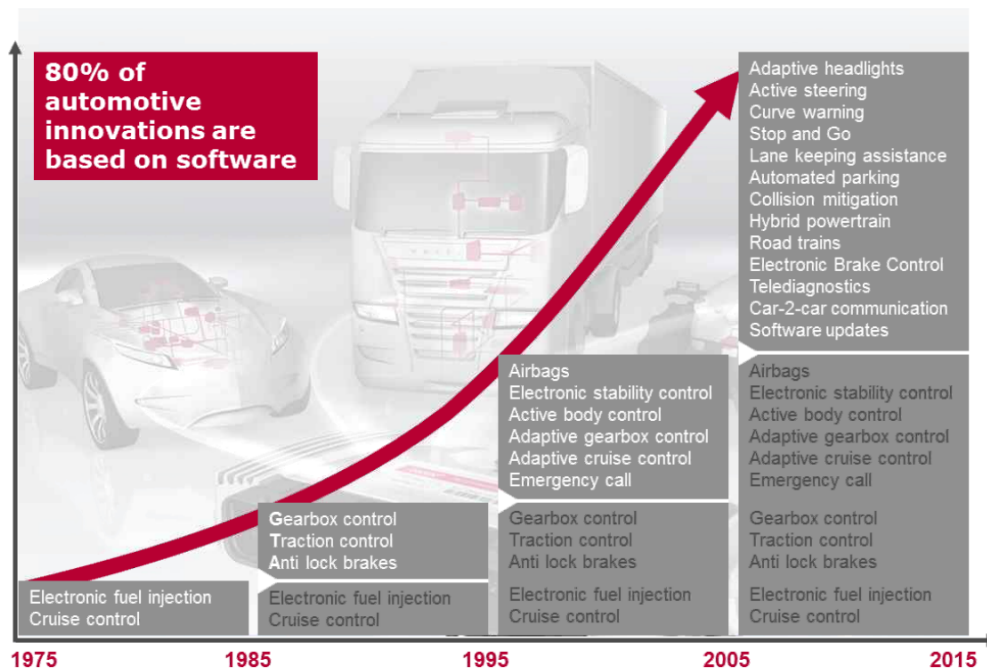 80% of
automotive
innovations are
based on software
Adaptive headlights
Active steering
Curve warning
Stop and Go
Lane keeping assistance
Automated parking
Collision mitigation
Hybrid powertrain
Road trains
Electronic Brake Control
Telediagnostics
Car-2-car communication
Software updates
Airbags
Electronic stability control
Active body control
Adaptive gearbox control
Adaptive cruise control
Emergency call
Airbags
Electronic stability control
Active body control
Adaptive gearbox control
Adaptive cruise control
Emergency call
Gearbox control
Traction control
Anti lock brakes
Gearbox control
Traction control
Anti lock brakes
Gearbox control
Traction control
Anti lock brakes
Electronic fuel injection
Cruise control
Electronic fuel injection
Cruise control
Electronic fuel injection
Cruise control
Electronic fuel injection
Cruise control
1975
1985
1995
2005
2015